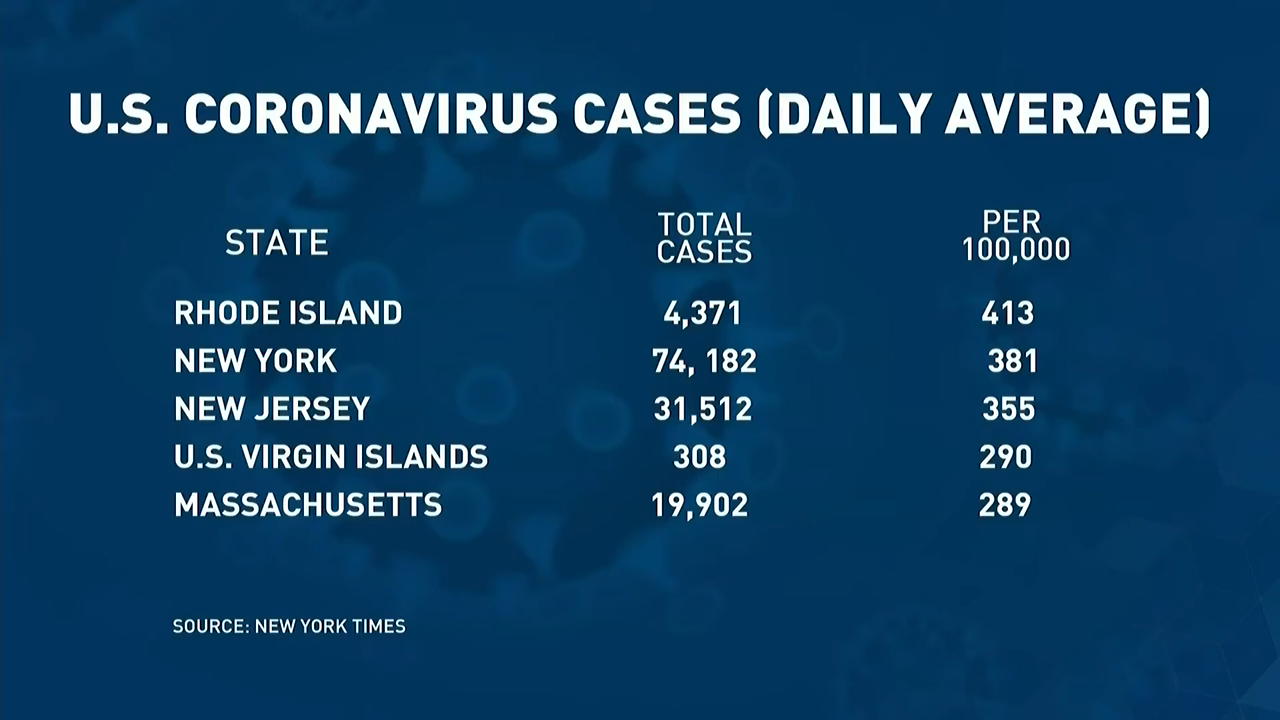 U.S. CORONAVIRUS CASES (DAILY AVERAGE)
STATE TOTAL CASES PER 100,000
RHODE ISLAND 4,371 413
NEW YORK 74, 182 381
NEW JERSEY 31,512 355
U.S. VIRGIN ISLANDS 308 290
MASSACHUSETTS 19,902 289
SOURCE: NEW YORK TIMES